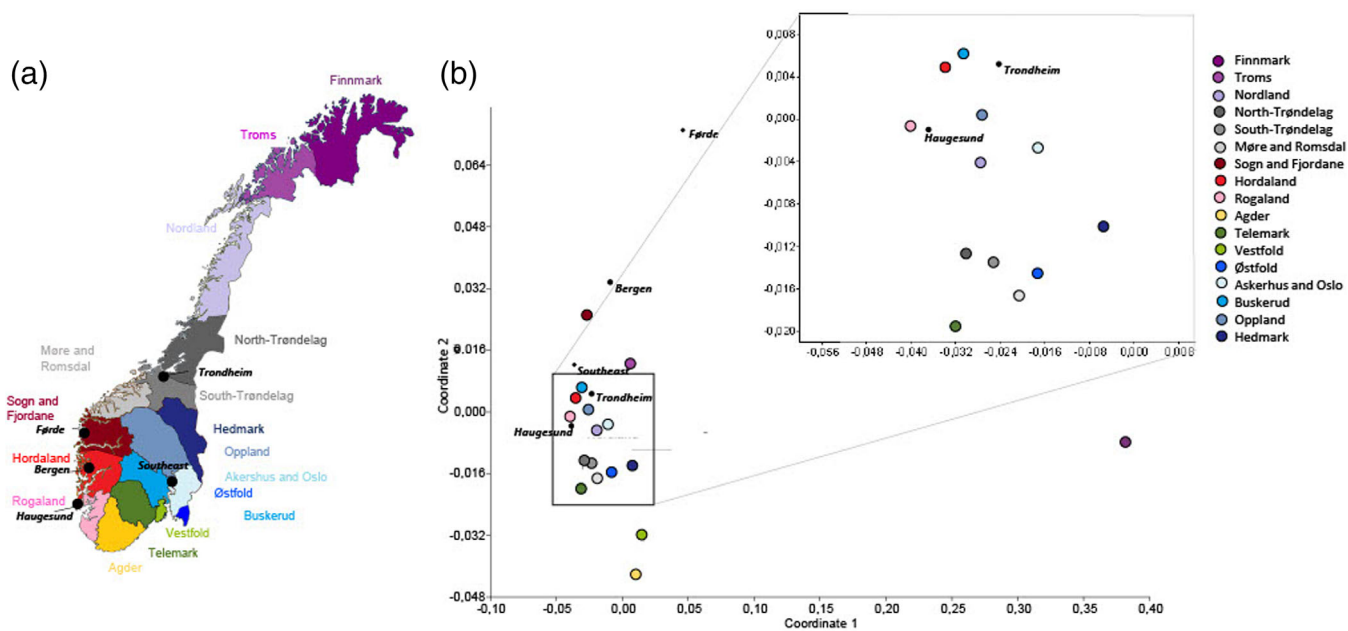 (a)
Finnmark
Troms
Nordland
North-Trøndelag
Møre and
Romsdal
Trondheim
South-Trøndelag
Sogn and
Fjordane
Førde
Hedmark
Hordaland
Oppland
Bergen
Southeast
Akershus and Oslo
Østfold
Rogaland
Haugesund
Buskerud
Vestfold
Telemark
Agder
(b)
Førde
0,064
0,048
0,032
Bergen
0,016
Southeast
Trondheim
0,000
Haugesund
-0,016
-0,032
-0,048
Coordinate 2
-0,10
-0,05
0,00
0,05
0,10
0,15
0,20
0,25
0,30
0,35
0,40
Coordinate 1
0,008
0,004
0,000
-0,004
-0,008
-0,012
-0,016
-0,020
Trondheim
Haugesund
-0,056
-0,048
-0,040
-0,032
-0,024
-0,016
-0,008
0,000
0,008
Finnmark
Troms
Nordland
North-Trøndelag
South-Trøndelag
Møre and Romsdal
Sogn and Fjordane
Hordaland
Rogaland
Agder
Telemark
Vestfold
Østfold
Askerhus and Oslo
Buskerud
Oppland
Hedmark